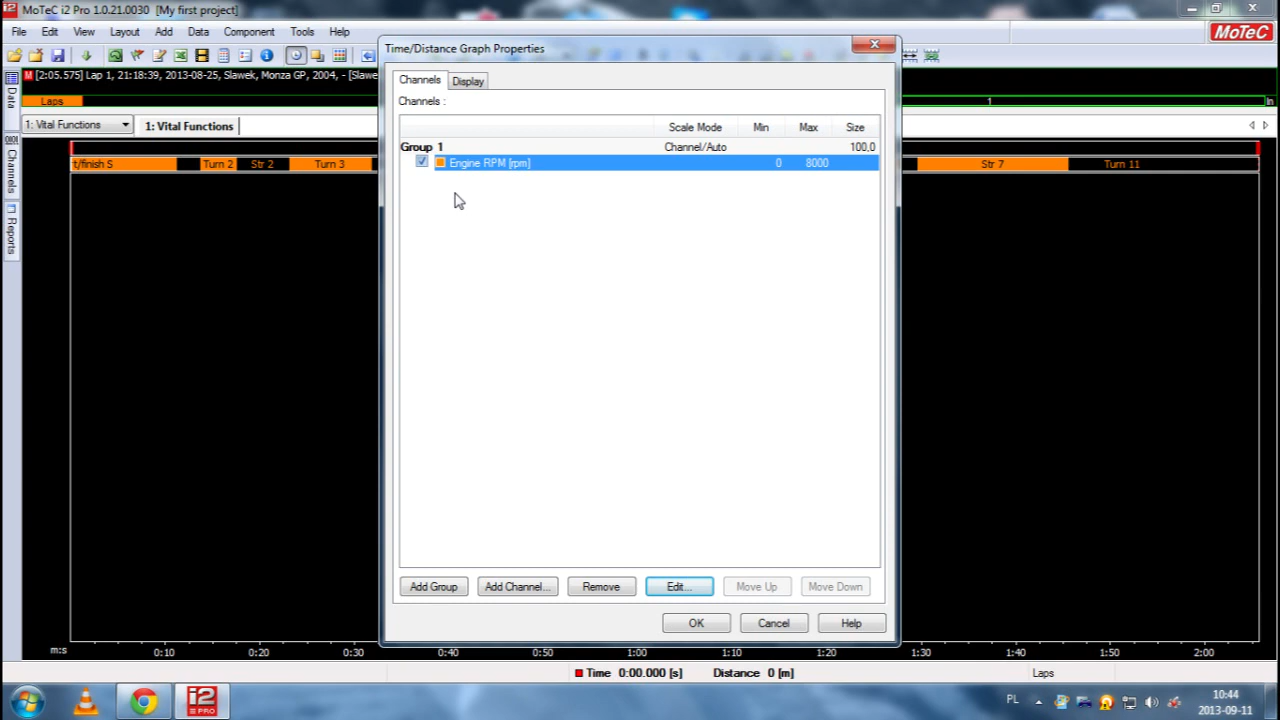 i2 MoTeC i2 Pro 1.0.21.0030 [My first project]
File Edit View Layout Add Data Component Tools Help
MoTeC
M [2:05.575] Lap 1, 21:18:39, 2013-08-25, Slawek, Monza GP, 2004, - [Slawe
Laps
1
1: Vital Functions
1: Vital Functions
t/finish S Turn 2 Str 2 Turn 3 Str 7 Turn 11
Data
Channels
Reports
Time/Distance Graph Properties
Channels Display
Channels :
Scale Mode Min Max Size
Group 1 Channel/Auto 100,0
Engine RPM [rpm] 0 8000
Add Group Add Channel... Remove Edit... Move Up Move Down
OK Cancel Help
m:s 0:10 0:20 0:30 0:40 0:50 1:00 1:10 1:20 1:30 1:40 1:50 2:00
Time 0:00.000 [s] Distance 0 [m] Laps
i2 PRO
PL
10:44
2013-09-11